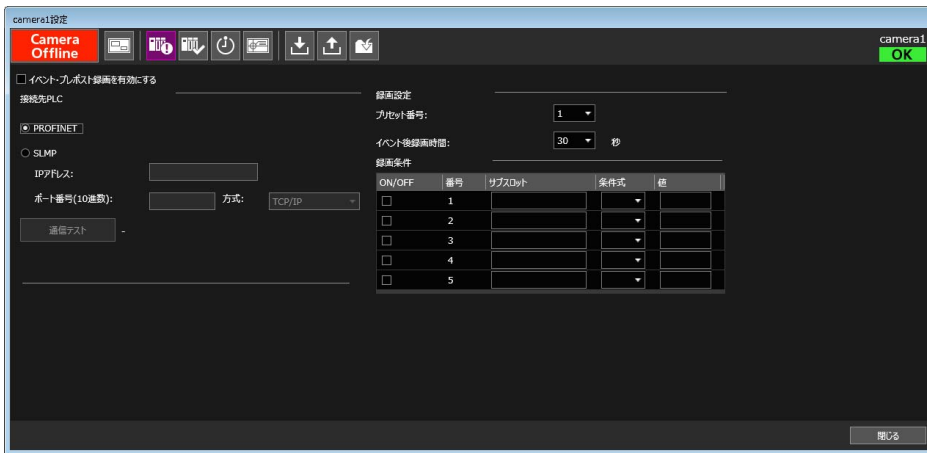 camera1設定
Camera
Offline
camera1
OK
イベント・プレポスト録画を有効にする
接続先PLC
PROFINET
SLMP
IPアドレス:
ポート番号(10進数):
方式:
TCP/IP
通信テスト
-
録画設定
プリセット番号:
1
イベント後録画時間:
30
秒
録画条件
ON/OFF 番号 サブスロット 条件式 値
1
2
3
4
5
閉じる